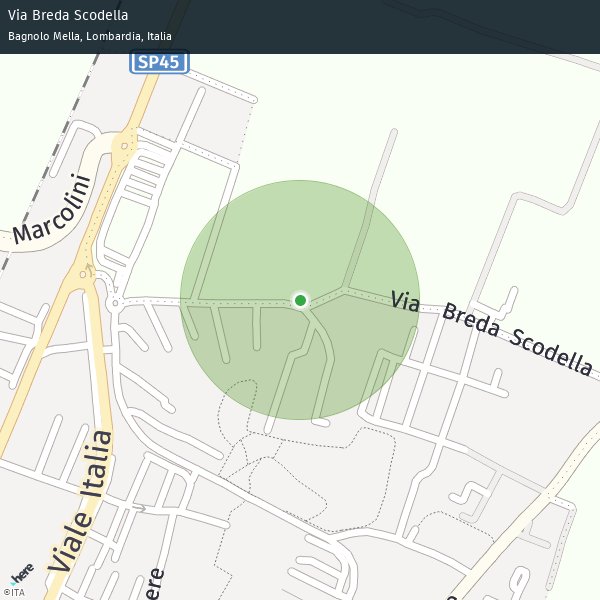 Via Breda Scodella
Bagnolo Mella, Lombardia, Italia
SP45
Marcolini
Via Breda Scodella
Viale Italia
ere
here
©ITA